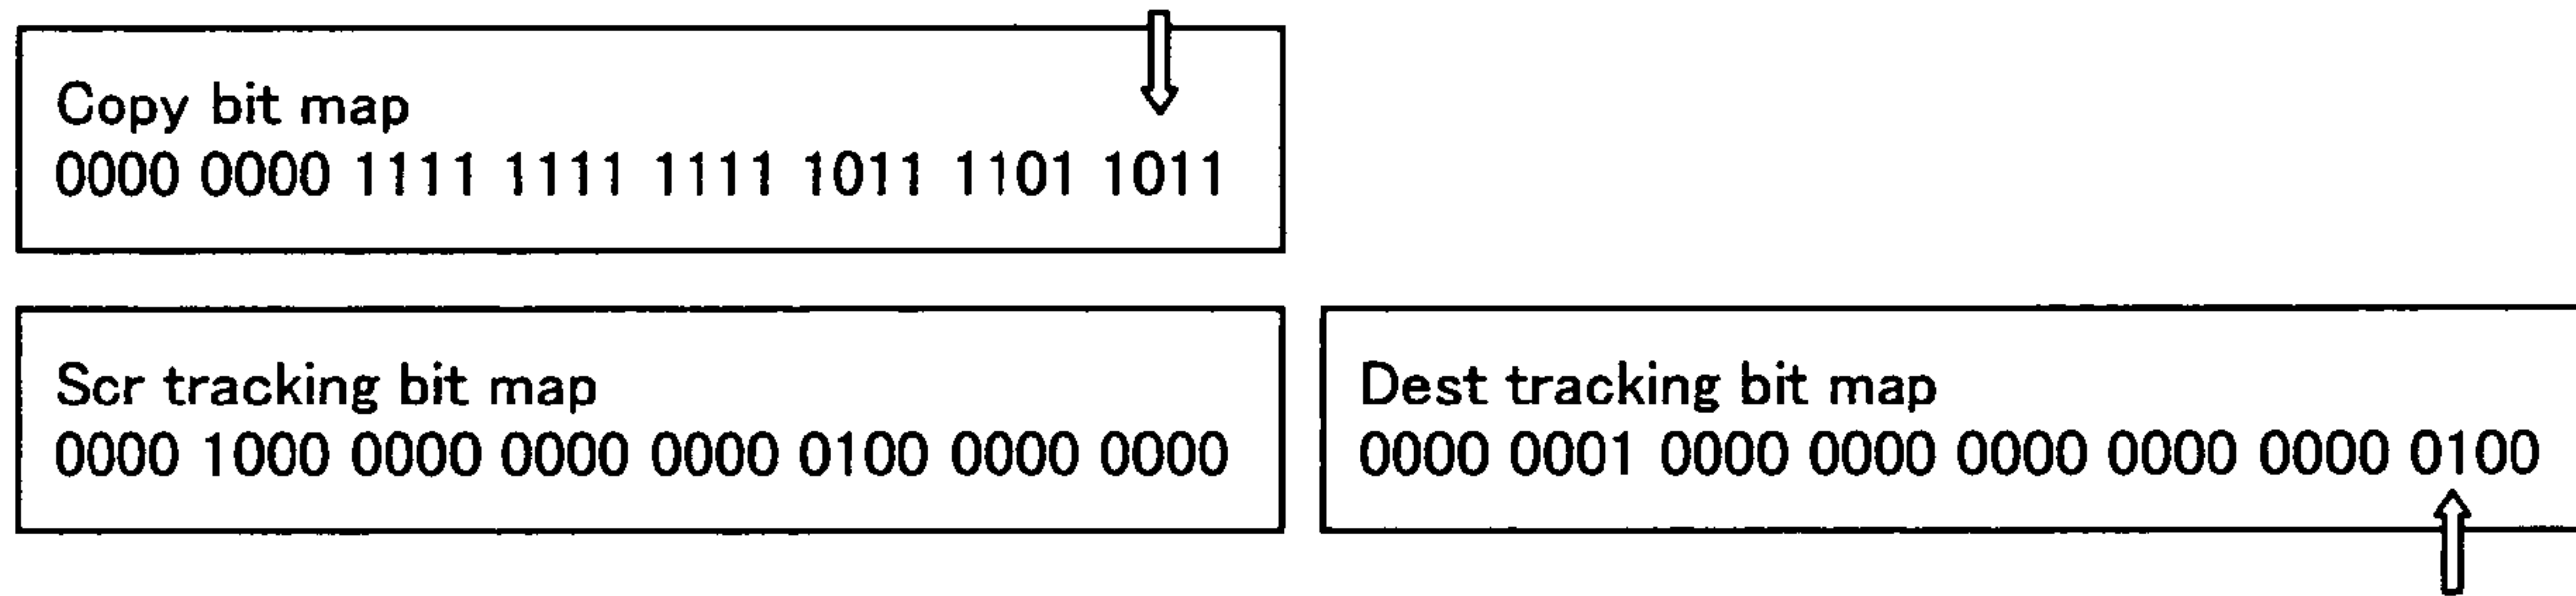 Copy bit map
0000 0000 1111 1111 1111 1011 1101 1011
Scr tracking bit map
0000 1000 0000 0000 0000 0100 0000 0000
Dest tracking bit map
0000 0001 0000 0000 0000 0000 0000 0100